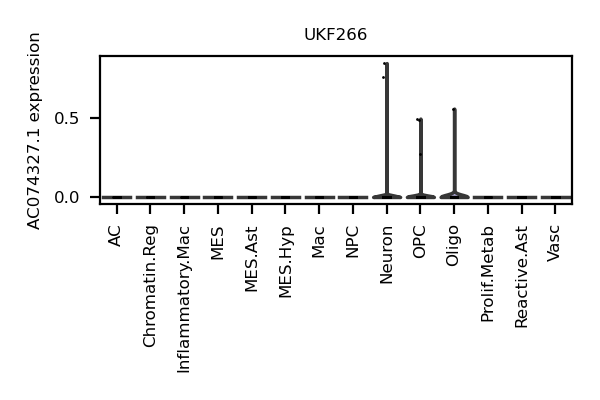 UKF266
AC074327.1 expression
0.5
0.0
AC
Chromatin.Reg
Inflammatory.Mac
MES
MES.Ast
MES.Hyp
Mac
NPC
Neuron
OPC
Oligo
Prolif.Metab
Reactive.Ast
Vasc